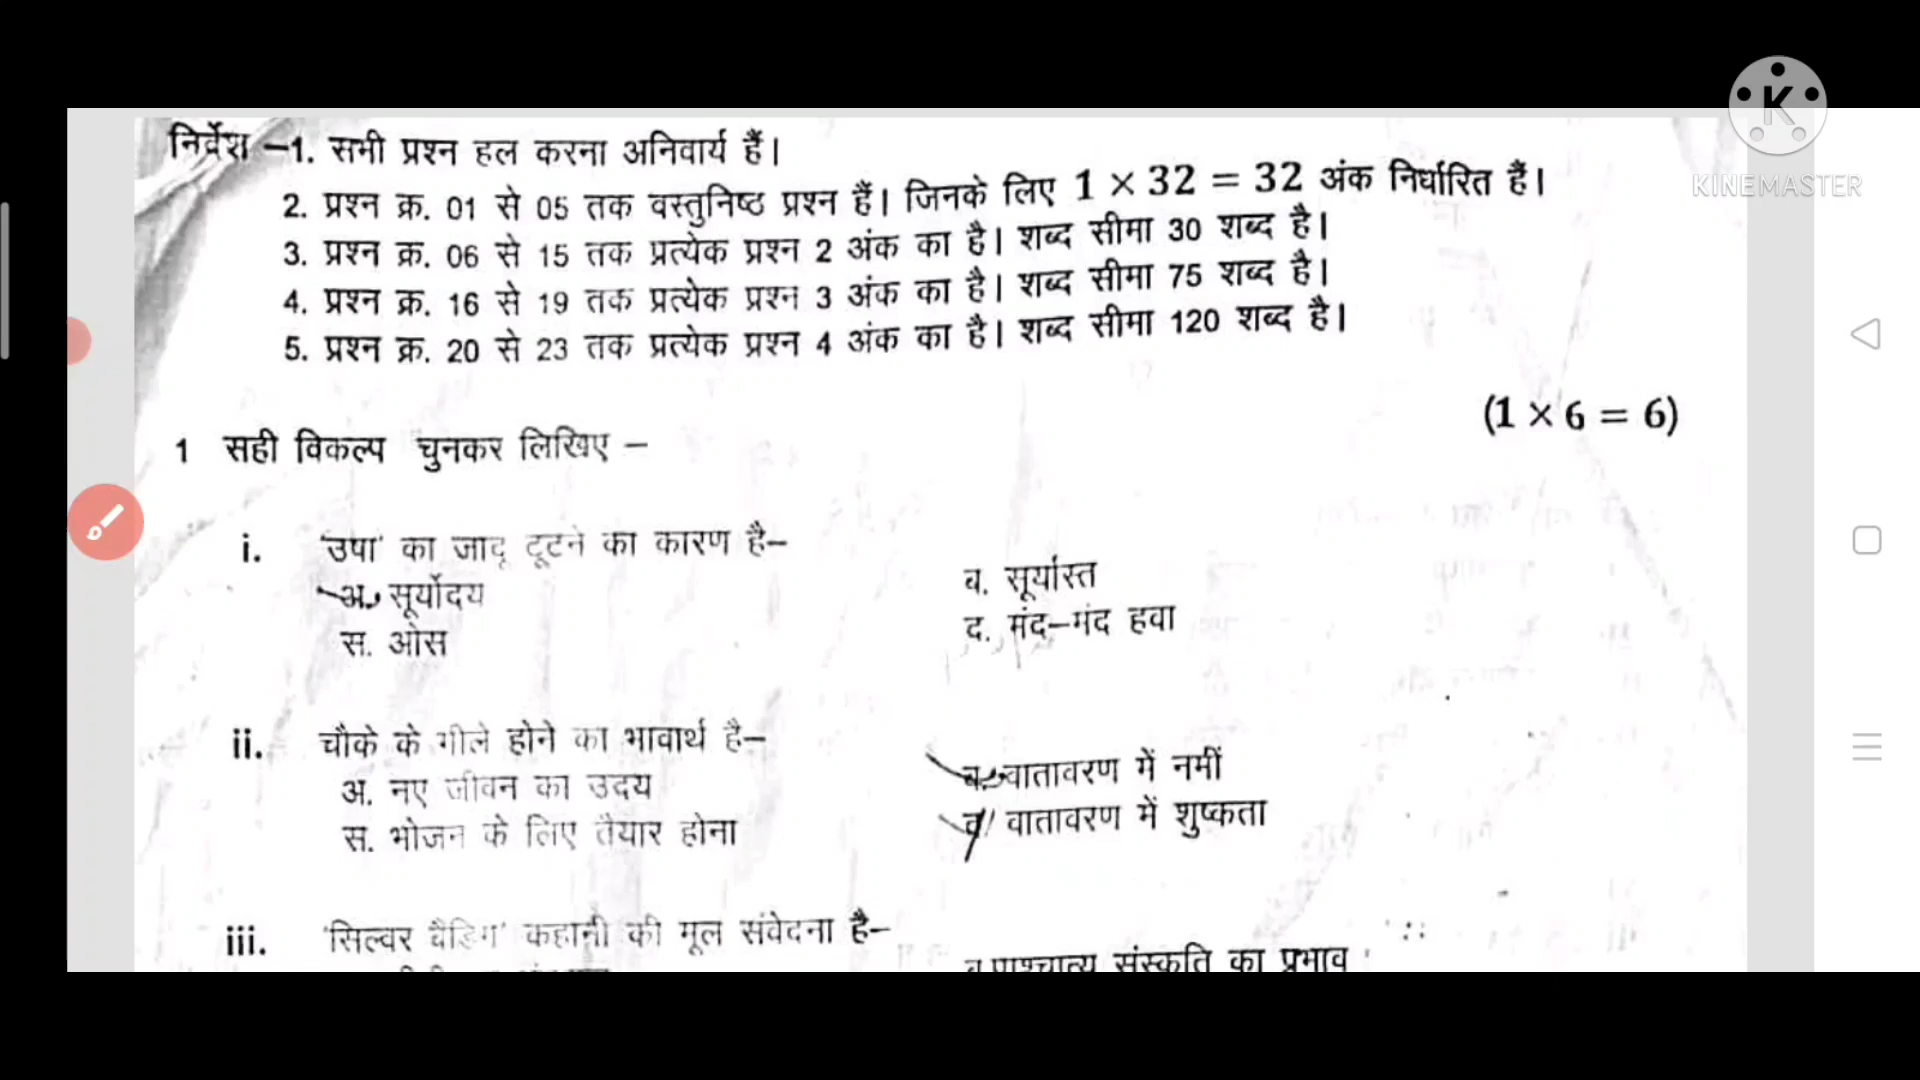 निर्देश –1. सभी प्रश्न हल करना अनिवार्य हैं।
2. प्रश्न क्र. 01 से 05 तक वस्तुनिष्ठ प्रश्न हैं। जिनके लिए 1 × 32 = 32 अंक निर्धारित हैं।
3. प्रश्न क्र. 06 से 15 तक प्रत्येक प्रश्न 2 अंक का है। शब्द सीमा 30 शब्द है।
4. प्रश्न क्र. 16 से 19 तक प्रत्येक प्रश्न 3 अंक का है। शब्द सीमा 75 शब्द है।
5. प्रश्न क्र. 20 से 23 तक प्रत्येक प्रश्न 4 अंक का है। शब्द सीमा 120 शब्द है।
KINEMASTER
(1 × 6 = 6)
1 सही विकल्प चुनकर लिखिए –
i. 'उषा' का जादू टूटने का कारण है–
अ. सूर्योदय ब. सूर्यास्त
स. ओस द. मंद–मंद हवा
ii. चौके के गीले होने का भावार्थ है–
अ. नए जीवन का उदय ब. वातावरण में नमीं
स. भोजन के लिए तैयार होना द. वातावरण में शुष्कता
iii. 'सिल्वर वैडिंग' कहानी की मूल संवेदना है–
ब पाश्चात्य संस्कृति का प्रभाव